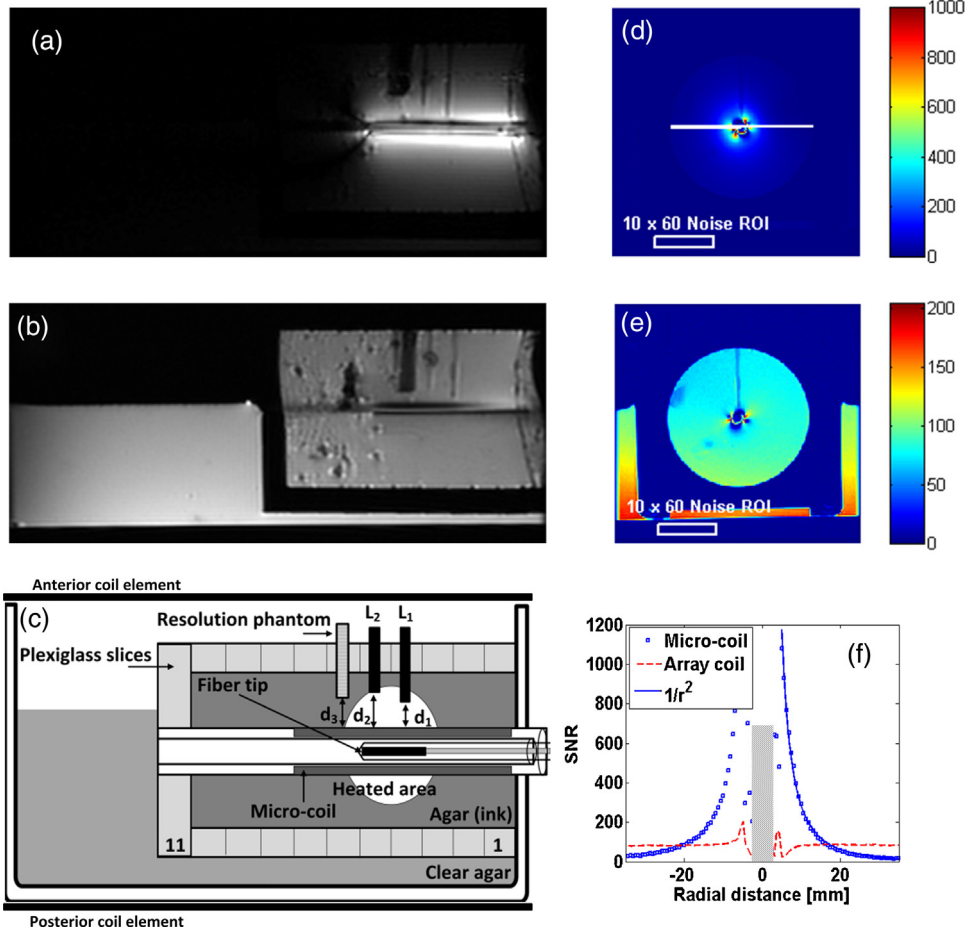 (a)
(d)
1000
800
600
400
200
0
10 x 60 Noise ROI
(b)
(e)
200
150
100
50
0
10 x 60 Noise ROI
Anterior coil element
(c)
Resolution phantom
L2
L1
Plexiglass slices
Fiber tip
d3
d2
d1
Heated area
Micro-coil
Agar (ink)
11
1
Clear agar
Posterior coil element
(f)
Micro-coil
Array coil
1/r²
1200
1000
800
600
400
200
0
SNR
-20
0
20
Radial distance [mm]